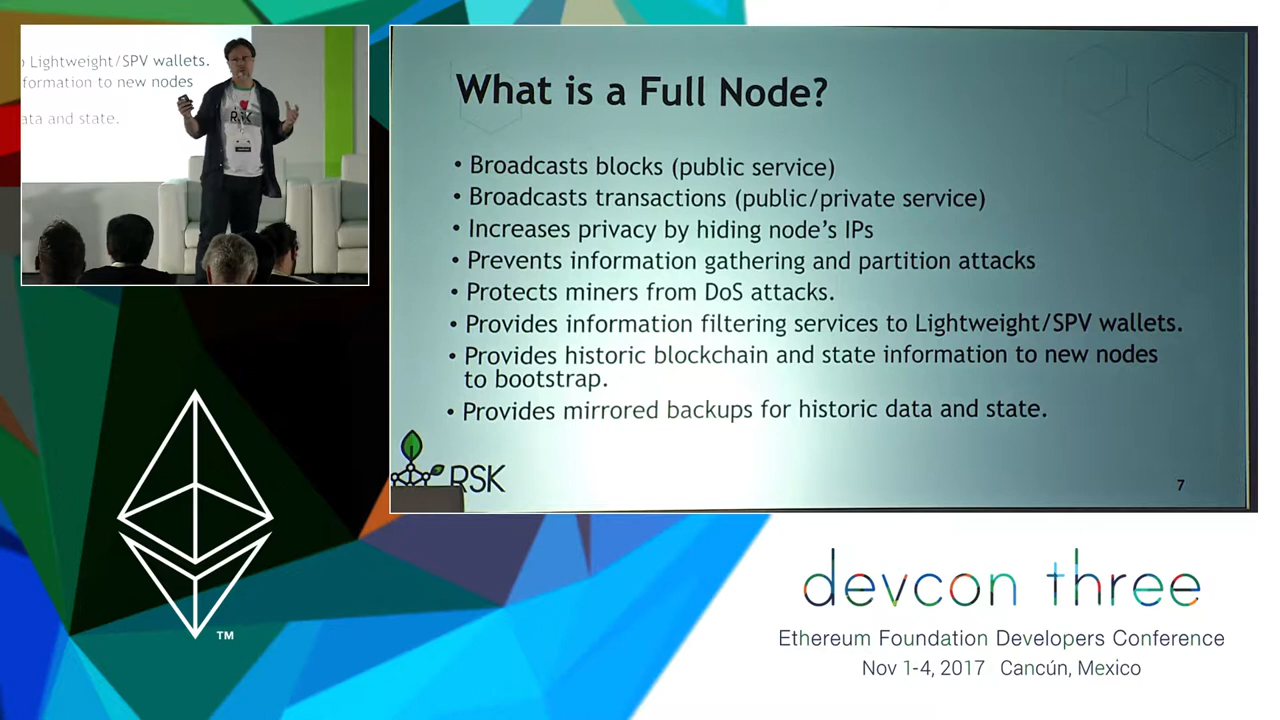 o Lightweight/SPV wallets.
formation to new nodes
ata and state.
RSK
What is a Full Node?
• Broadcasts blocks (public service)
• Broadcasts transactions (public/private service)
• Increases privacy by hiding node's IPs
• Prevents information gathering and partition attacks
• Protects miners from DoS attacks.
• Provides information filtering services to Lightweight/SPV wallets.
• Provides historic blockchain and state information to new nodes
to bootstrap.
• Provides mirrored backups for historic data and state.
RSK
7
TM
devcon three
Ethereum Foundation Developers Conference
Nov 1-4, 2017 Cancún, Mexico